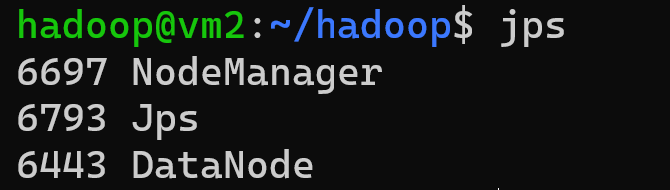 hadoop@vm2:~/hadoop$ jps
6697 NodeManager
6793 Jps
6443 DataNode